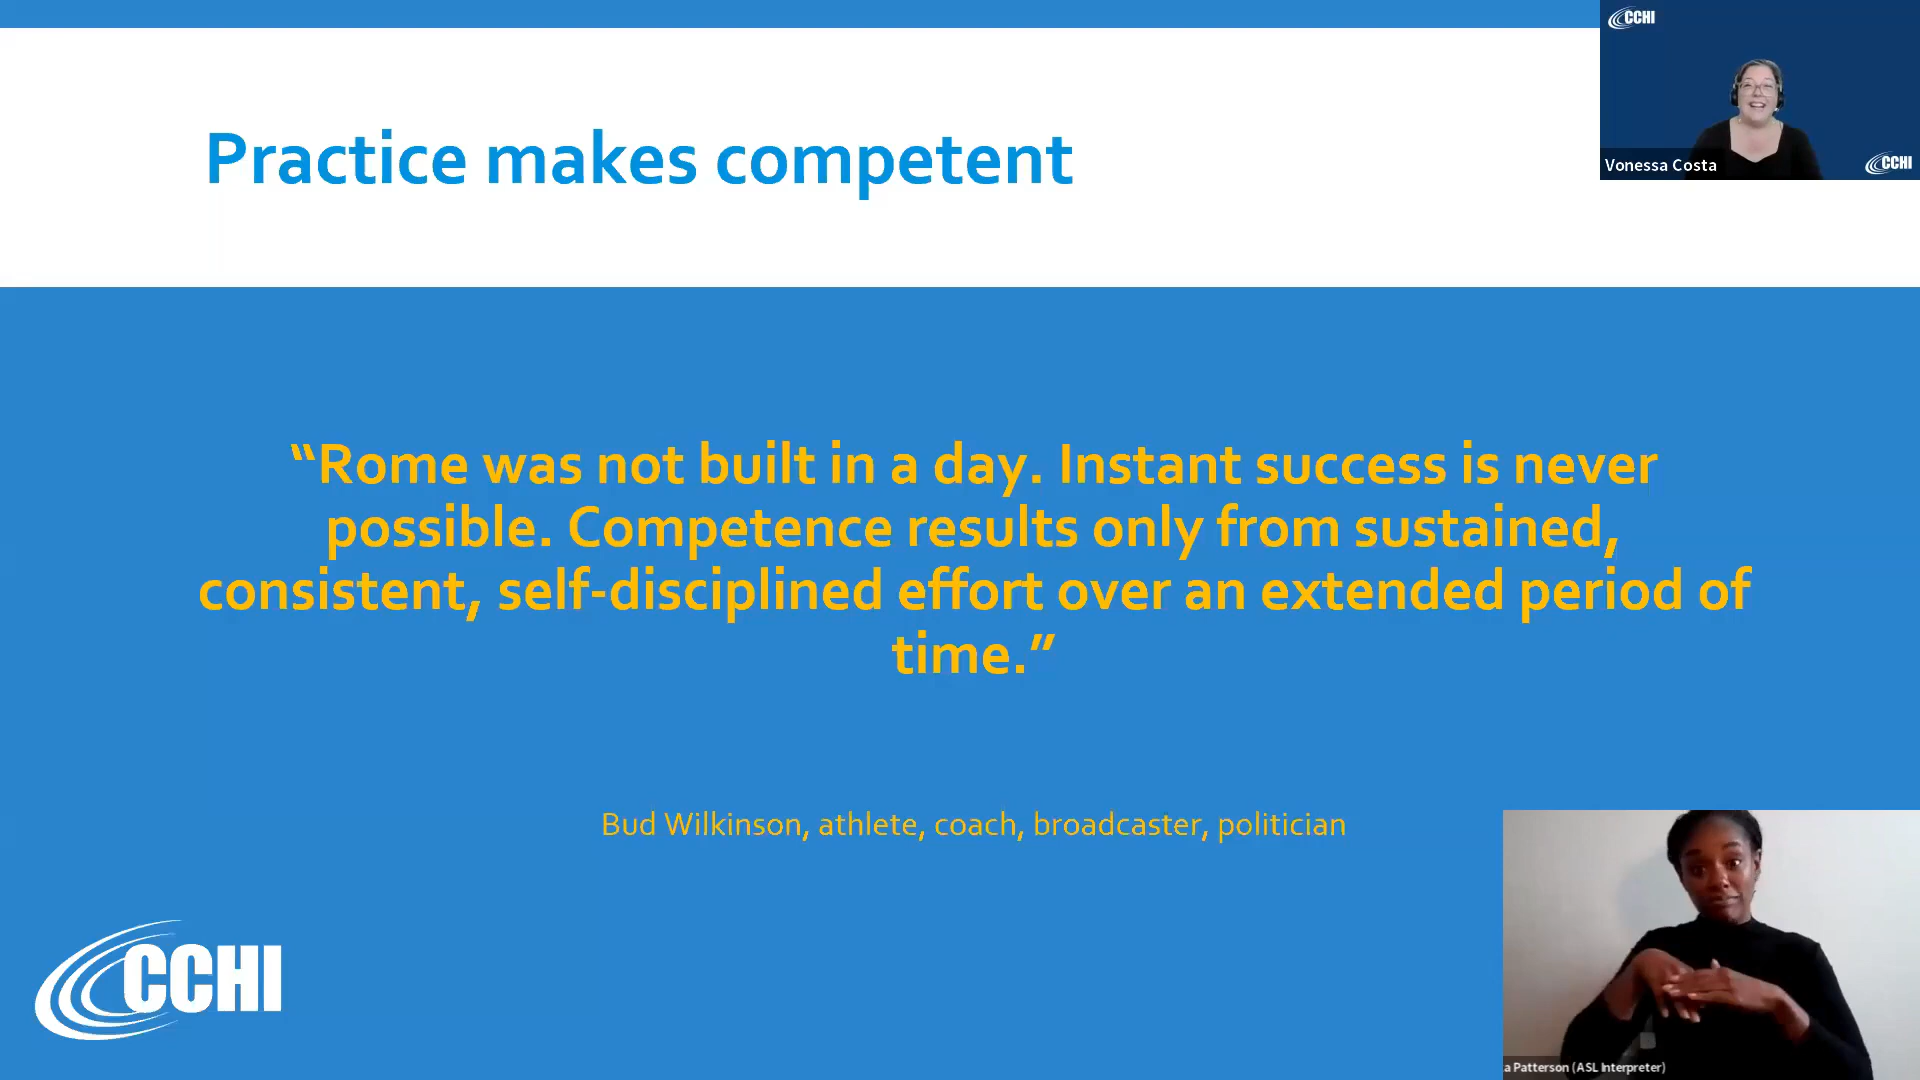 CCHI
Vonessa Costa
CCHI
Practice makes competent
“Rome was not built in a day. Instant success is never
possible. Competence results only from sustained,
consistent, self-disciplined effort over an extended period of
time.”
Bud Wilkinson, athlete, coach, broadcaster, politician
CCHI
a Patterson (ASL Interpreter)